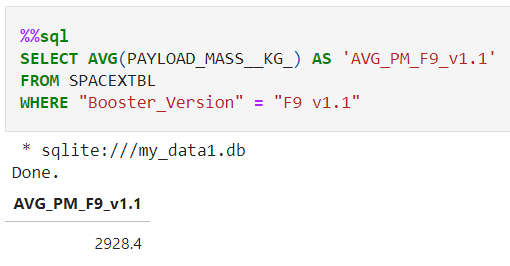 %%sql
SELECT AVG(PAYLOAD_MASS__KG_) AS 'AVG_PM_F9_v1.1'
FROM SPACEXTBL
WHERE "Booster_Version" = "F9 v1.1"
* sqlite:///my_data1.db
Done.
AVG_PM_F9_v1.1
2928.4